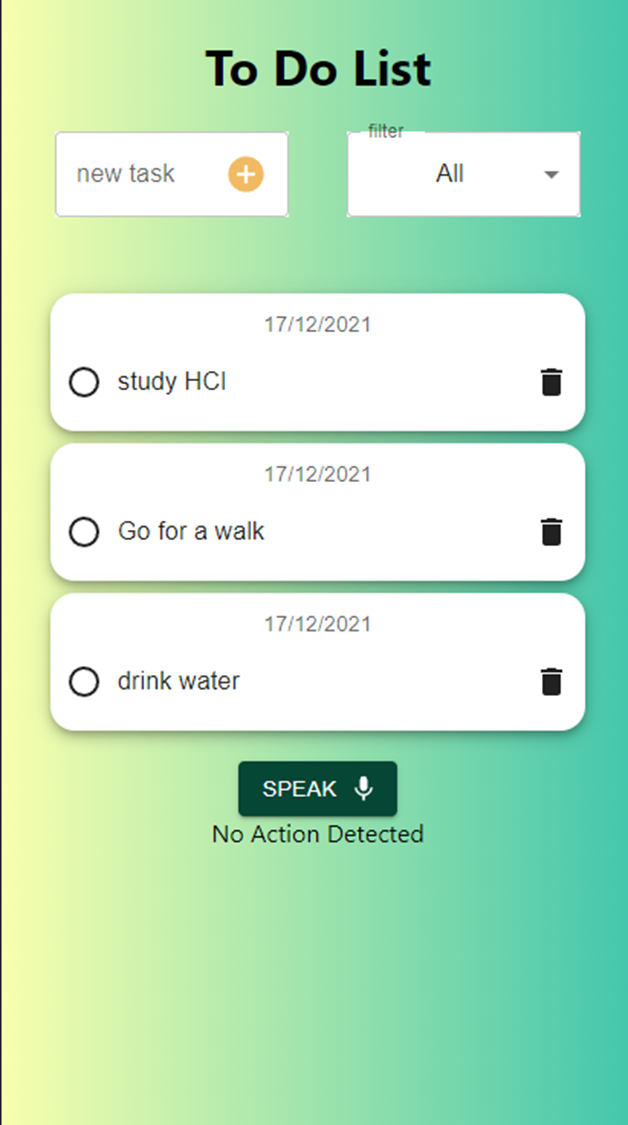 To Do List
filter
new task
All
17/12/2021
study HCI
17/12/2021
Go for a walk
17/12/2021
drink water
SPEAK
No Action Detected